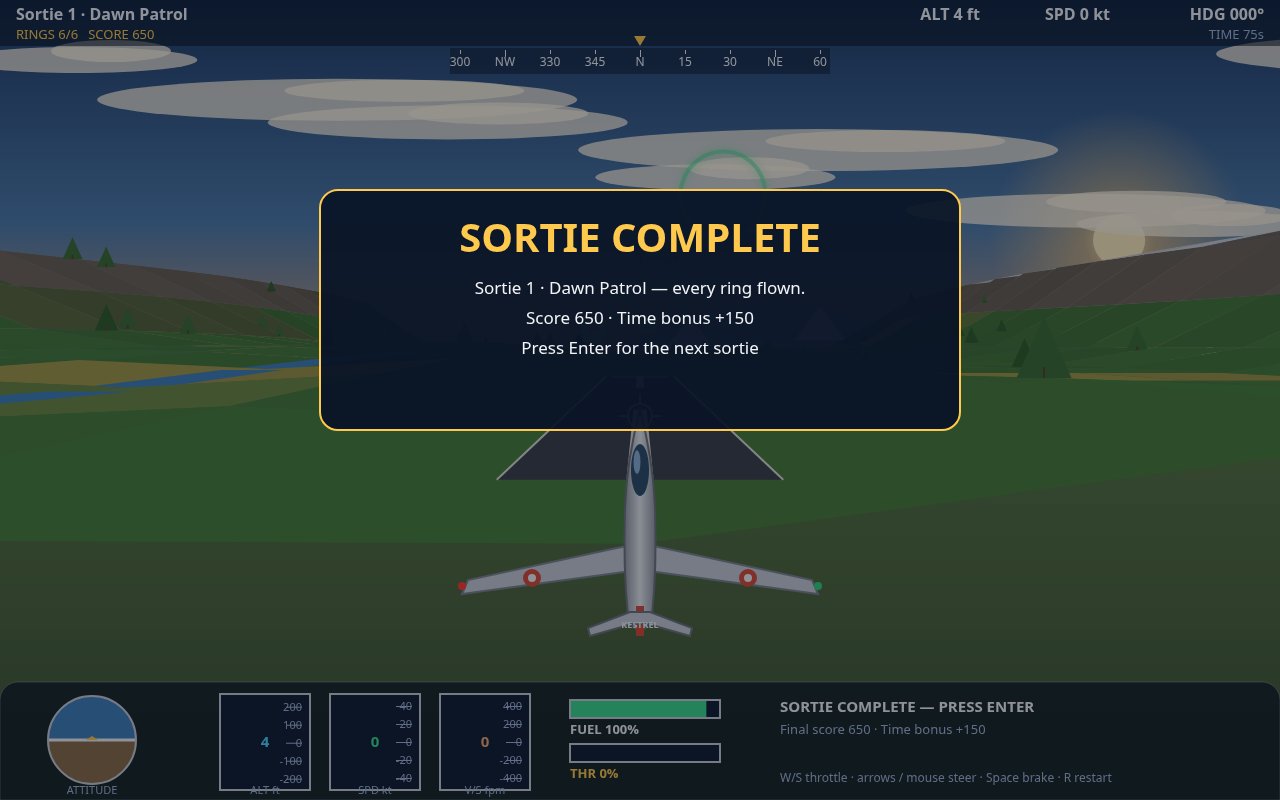 Sortie 1 · Dawn Patrol
ALT 4 ft SPD 0 kt HDG 000°
RINGS 6/6 SCORE 650
TIME 75s
300 NW 330 345 N 15 30 NE 60
SORTIE COMPLETE
Sortie 1 · Dawn Patrol — every ring flown.
Score 650 · Time bonus +150
Press Enter for the next sortie
KESTREL
ATTITUDE
200
100
0
-100
-200
4
ALT ft
40
20
0
-20
-40
0
SPD kt
400
200
0
-200
-400
0
V/S fpm
FUEL 100%
THR 0%
SORTIE COMPLETE — PRESS ENTER
Final score 650 · Time bonus +150
W/S throttle · arrows / mouse steer · Space brake · R restart